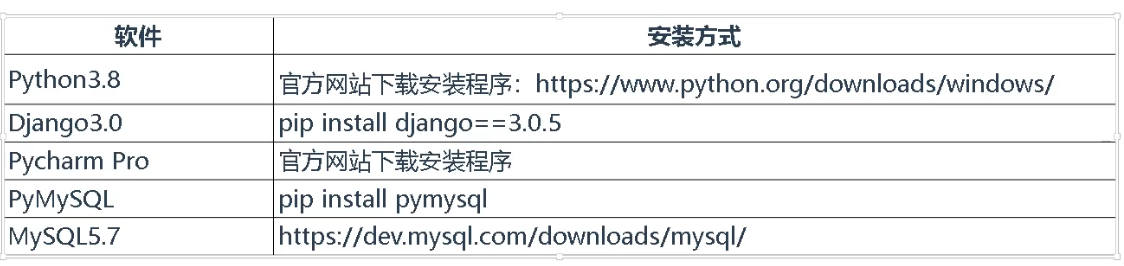 软件 安装方式
Python3.8 官方网站下载安装程序：https://www.python.org/downloads/windows/
Django3.0 pip install django==3.0.5
Pycharm Pro 官方网站下载安装程序
PyMySQL pip install pymysql
MySQL5.7 https://dev.mysql.com/downloads/mysql/